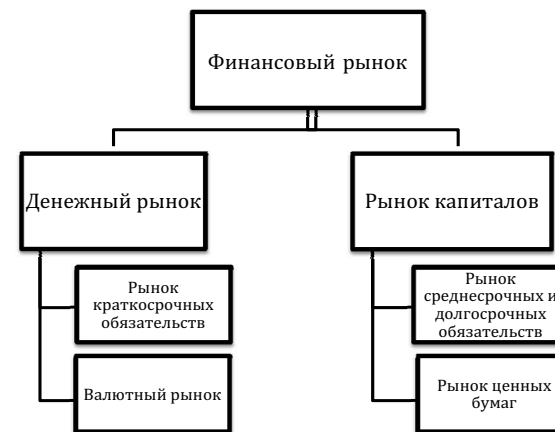 Финансовый рынок
Денежный рынок
Рынок капиталов
Рынок
краткосрочных
обязательств
Валютный рынок
Рынок
среднесрочных и
долгосрочных
обязательств
Рынок ценных
бумаг